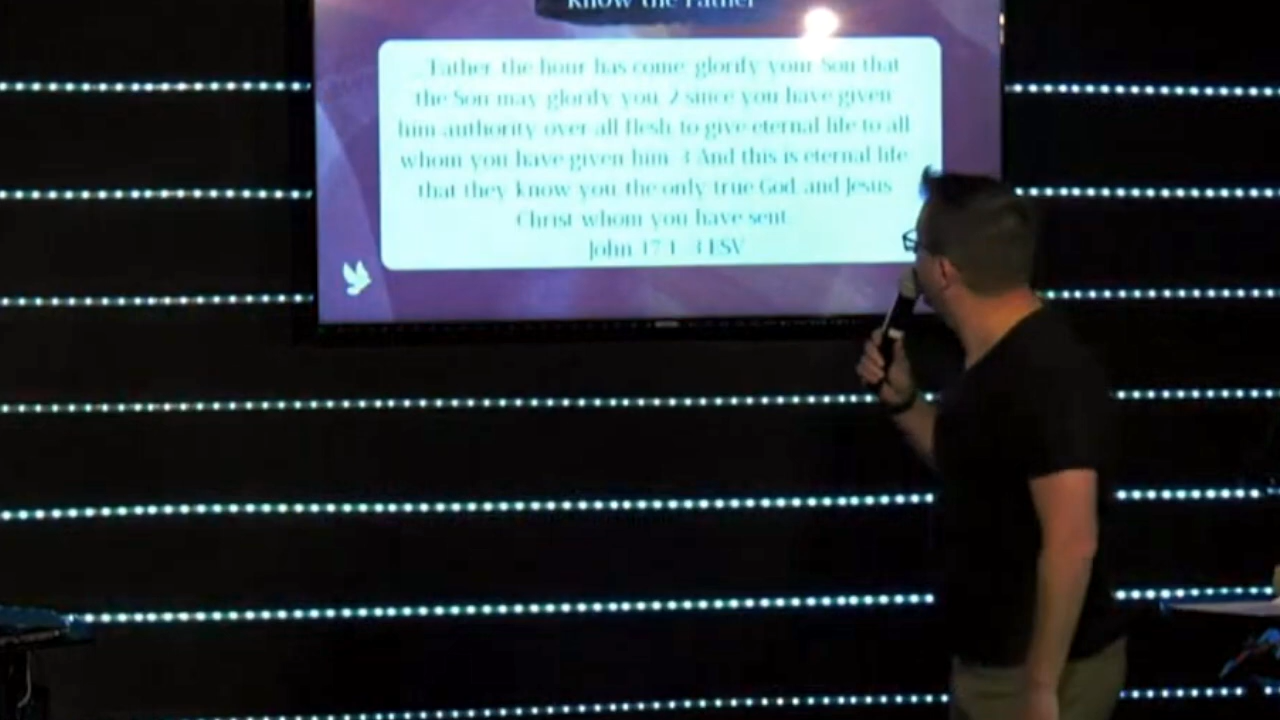 Know the Father
Father the hour has come glorify your Son that
the Son may glorify you 2 since you have given
him authority over all flesh to give eternal life to all
whom you have given him 3 And this is eternal life
that they know you the only true God and Jesus
Christ whom you have sent
John 17 1-3 ESV